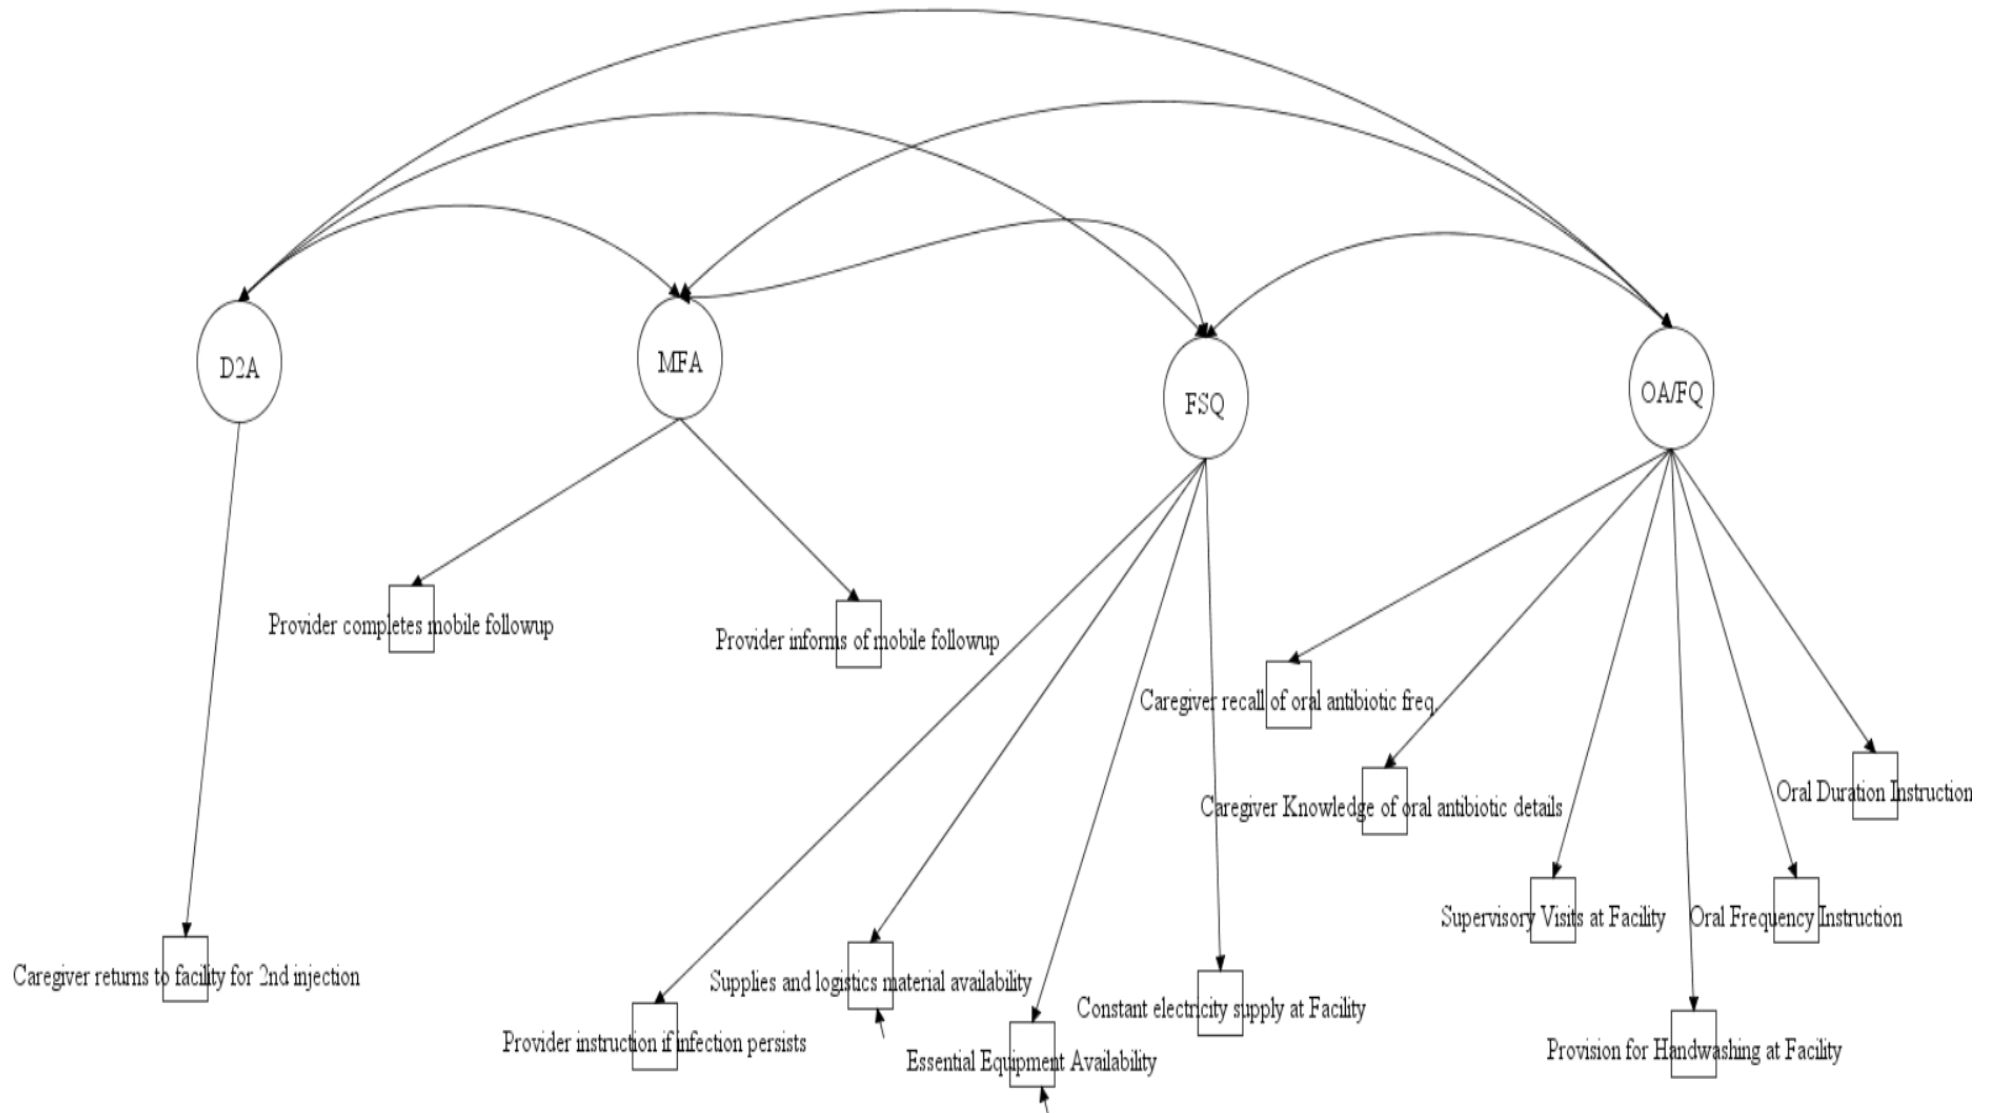 D2A
MFA
FSQ
OA/FQ
Provider completes mobile followup
Provider informs of mobile followup
Caregiver recall of oral antibiotic freq.
Caregiver Knowledge of oral antibiotic details
Oral Duration Instruction
Supervisory Visits at Facility
Oral Frequency Instruction
Caregiver returns to facility for 2nd injection
Supplies and logistics material availability
Constant electricity supply at Facility
Provider instruction if infection persists
Essential Equipment Availability
Provision for Handwashing at Facility